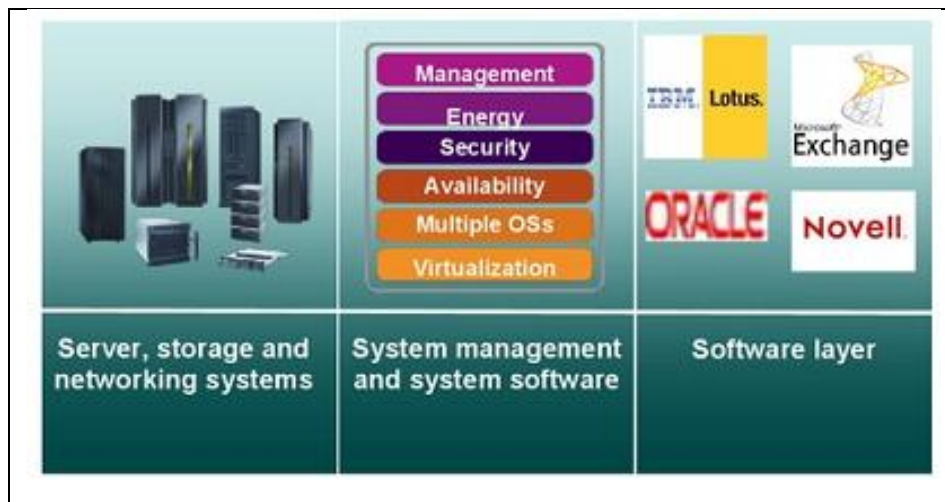 Management
Energy
Security
Availability
Multiple OSs
Virtualization
IBM. Lotus.
Microsoft
Exchange
ORACLE
Novell.
Server, storage and
networking systems
System management
and system software
Software layer